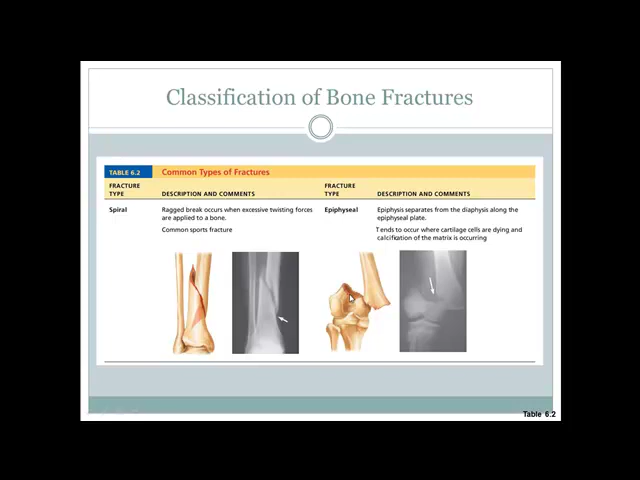 Classification of Bone Fractures
TABLE 6.2 Common Types of Fractures
FRACTURE TYPE DESCRIPTION AND COMMENTS FRACTURE TYPE DESCRIPTION AND COMMENTS
Spiral
Ragged break occurs when excessive twisting forces
are applied to a bone.
Common sports fracture
Epiphyseal
Epiphysis separates from the diaphysis along the
epiphyseal plate.
Tends to occur where cartilage cells are dying and
calcification of the matrix is occurring
Table 6.2